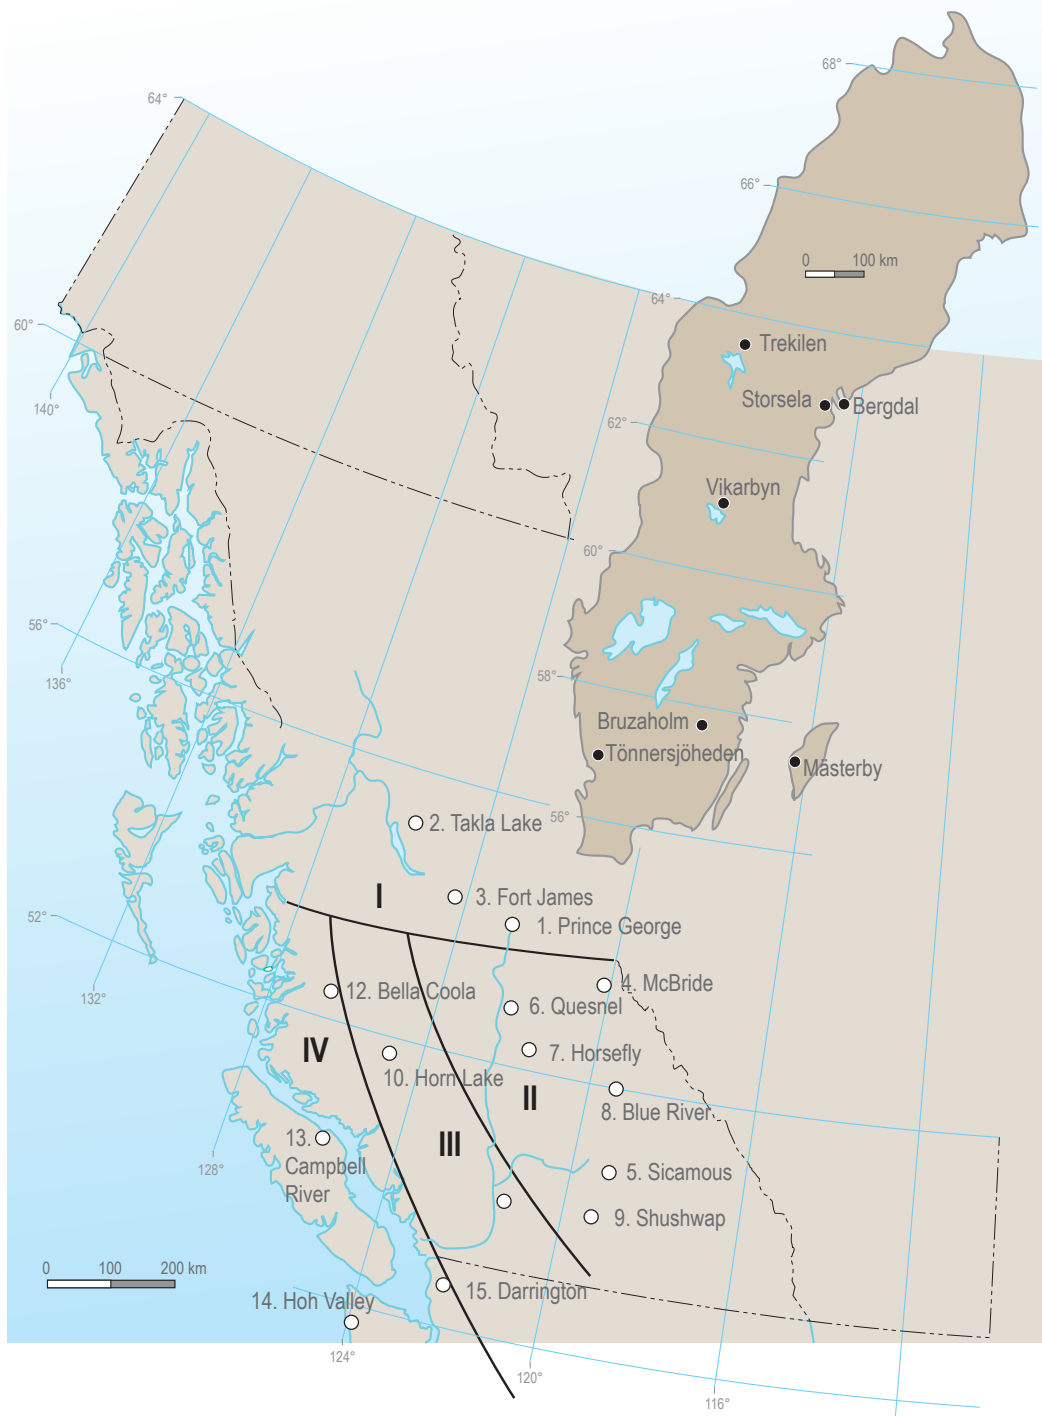 68°
64°
66°
0 100 km
64°
60°
Trekilen
140°
Storsela
Bergdal
62°
Vikarbyn
60°
56°
58°
136°
Bruzaholm
Tönnersjöheden
Mästerby
56°
2. Takla Lake
I
3. Fort James
52°
1. Prince George
4. McBride
132°
12. Bella Coola
6. Quesnel
IV
7. Horsefly
10. Horn Lake
II
8. Blue River
13.
Campbell
River
III
128°
5. Sicamous
9. Shushwap
0 100 200 km
15. Darrington
14. Hoh Valley
124°
120°
116°